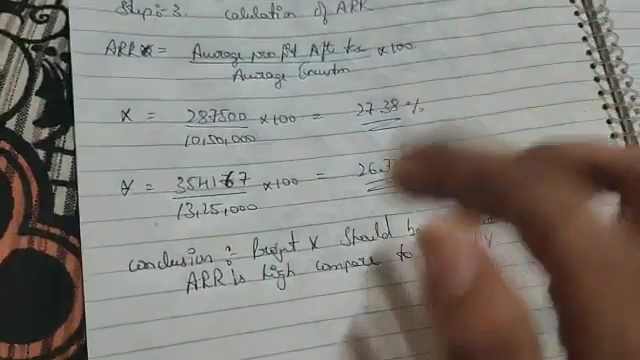 Step:- 3. Calculation of ARR
ARR = Average profit After tax × 100
Average Investm
X = 287500 × 100 = 27.38 %
10,50,000
Y = 354167 × 100 = 26.7
13,25,000
Conclusion :- Project X Should
ARR is high compare to Y.